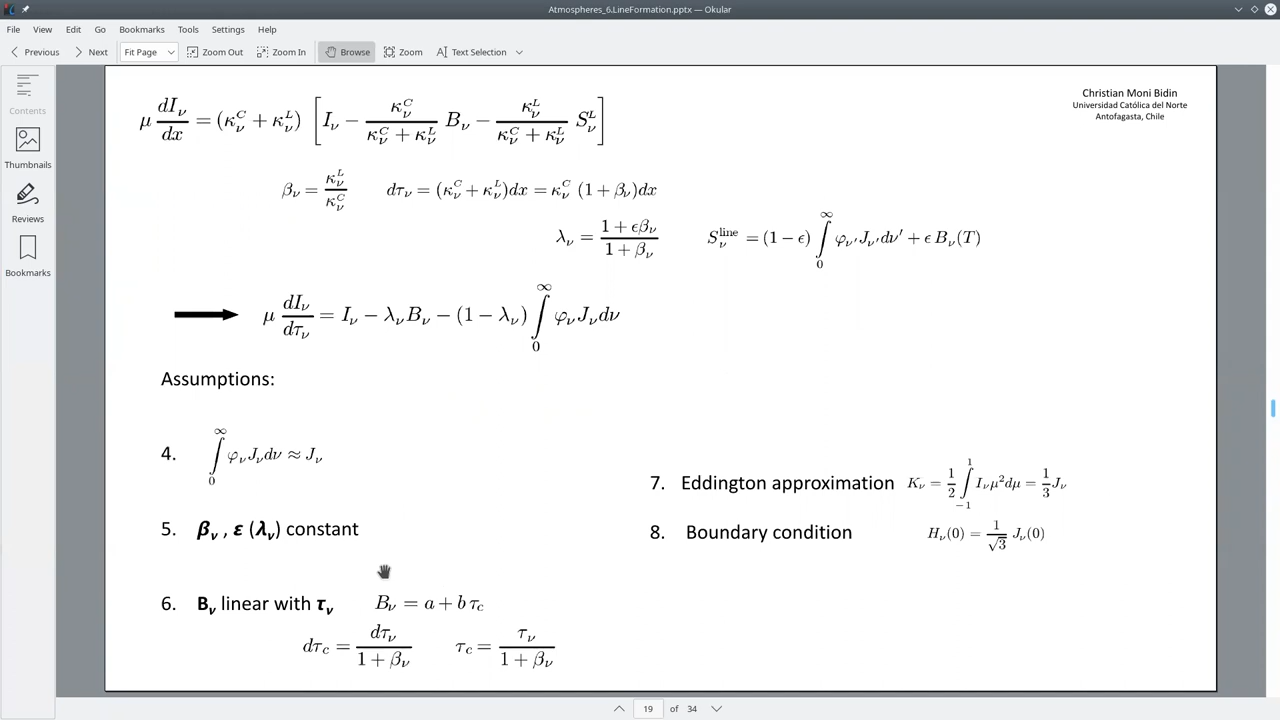 Atmospheres_6.LineFormation.pptx — Okular
File View Edit Go Bookmarks Tools Settings Help
Previous Next Fit Page Zoom Out Zoom In Browse Zoom Text Selection
Contents
Thumbnails
Reviews
Bookmarks
Christian Moni Bidin
Universidad Católica del Norte
Antofagasta, Chile
μ dI_ν/dx = (κ_ν^C + κ_ν^L) [I_ν − κ_ν^C/(κ_ν^C + κ_ν^L) B_ν − κ_ν^L/(κ_ν^C + κ_ν^L) S_ν^L]
β_ν = κ_ν^L/κ_ν^C dτ_ν = (κ_ν^C + κ_ν^L)dx = κ_ν^C (1 + β_ν)dx
λ_ν = (1 + εβ_ν)/(1 + β_ν) S_ν^line = (1 − ε) ∫_0^∞ φ_ν′ J_ν′ dν′ + ε B_ν(T)
μ dI_ν/dτ_ν = I_ν − λ_ν B_ν − (1 − λ_ν) ∫_0^∞ φ_ν J_ν dν
Assumptions:
4. ∫_0^∞ φ_ν J_ν dν ≈ J_ν
5. β_ν , ε (λ_ν) constant
6. B_ν linear with τ_ν B_ν = a + b τ_c
dτ_c = dτ_ν/(1 + β_ν) τ_c = τ_ν/(1 + β_ν)
7. Eddington approximation K_ν = 1/2 ∫_−1^1 I_ν μ² dμ = 1/3 J_ν
8. Boundary condition H_ν(0) = 1/√3 J_ν(0)
19 of 34